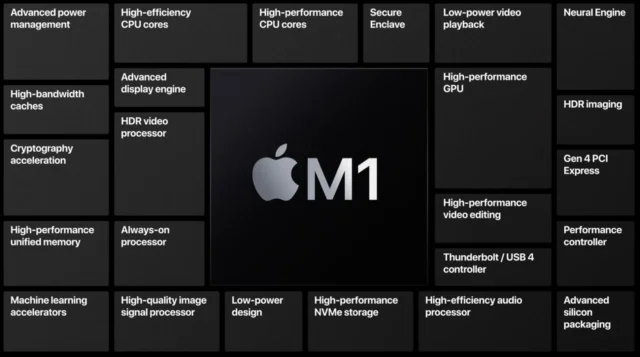 Advanced power
management
High-efficiency
CPU cores
High-performance
CPU cores
Secure
Enclave
Low-power video
playback
Neural Engine
High-bandwidth
caches
Advanced
display engine
High-performance
GPU
HDR imaging
HDR video
processor
Cryptography
acceleration
M1
Gen 4 PCI
Express
High-performance
video editing
High-performance
unified memory
Always-on
processor
Performance
controller
Thunderbolt / USB 4
controller
Machine learning
accelerators
High-quality image
signal processor
Low-power
design
High-performance
NVMe storage
High-efficiency audio
processor
Advanced
silicon
packaging